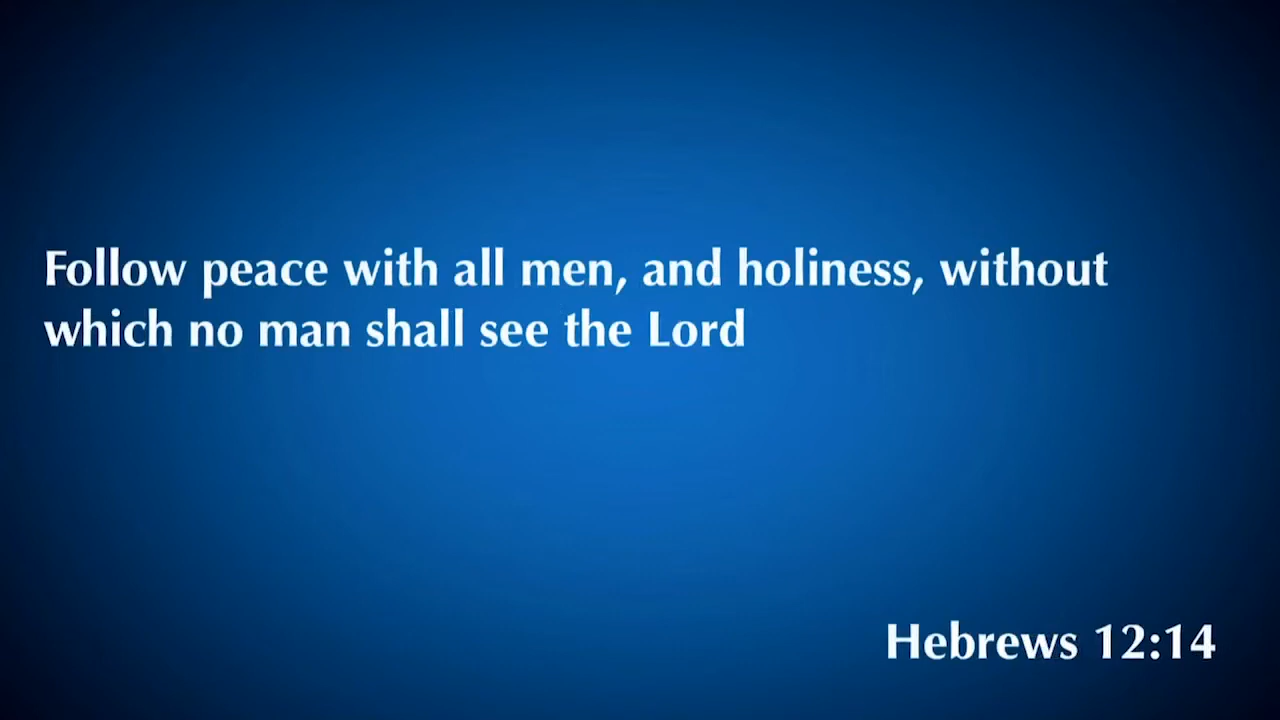 Follow peace with all men, and holiness, without
which no man shall see the Lord
Hebrews 12:14